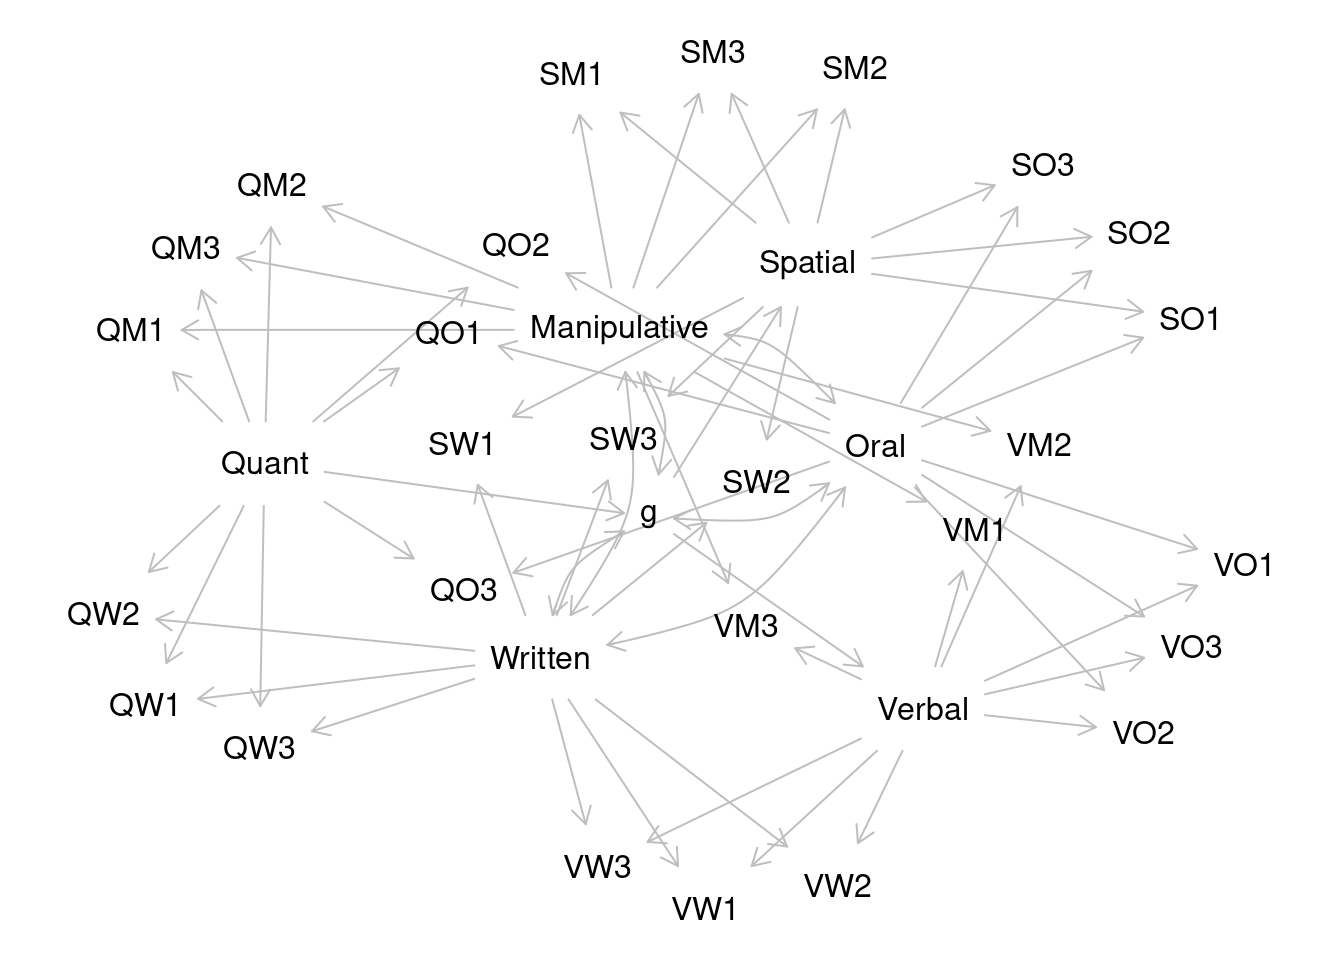 SM3
SM2
SM1
SO3
QM2
SO2
QO2
QM3
Spatial
SO1
Manipulative
QM1
QO1
SW3
SW1
VM2
Oral
Quant
SW2
g
VM1
VO1
QO3
QW2
VM3
VO3
Written
QW1
Verbal
VO2
QW3
VW3
VW2
VW1